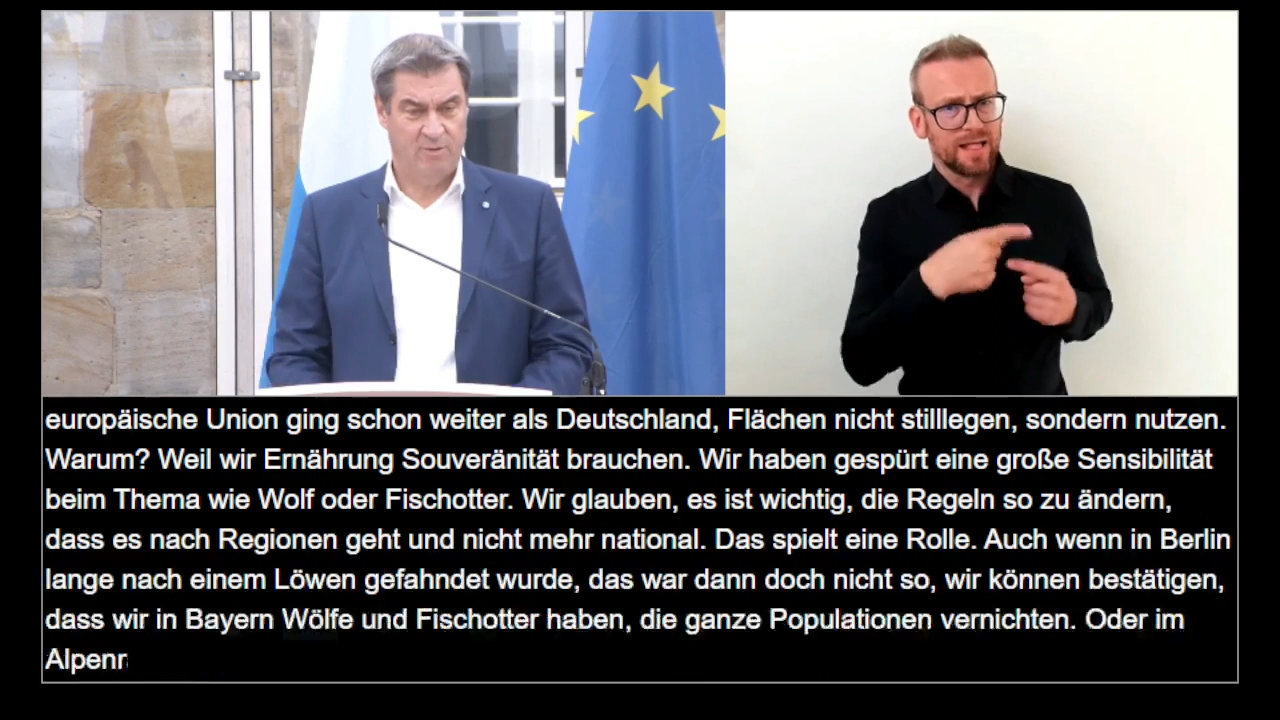 europäische Union ging schon weiter als Deutschland, Flächen nicht stilllegen, sondern nutzen.
Warum? Weil wir Ernährung Souveränität brauchen. Wir haben gespürt eine große Sensibilität
beim Thema wie Wolf oder Fischotter. Wir glauben, es ist wichtig, die Regeln so zu ändern,
dass es nach Regionen geht und nicht mehr national. Das spielt eine Rolle. Auch wenn in Berlin
lange nach einem Löwen gefahndet wurde, das war dann doch nicht so, wir können bestätigen,
dass wir in Bayern Wölfe und Fischotter haben, die ganze Populationen vernichten. Oder im
Alpenr